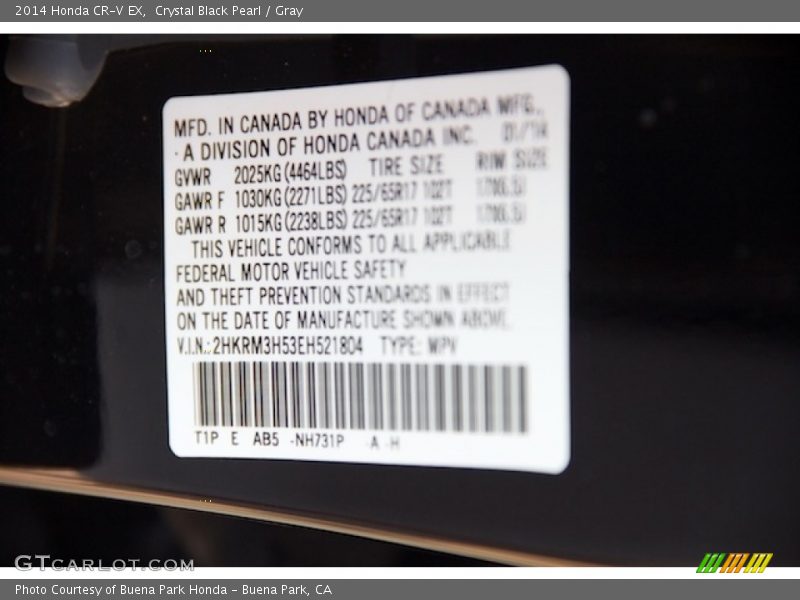 2014 Honda CR-V EX,  Crystal Black Pearl / Gray
MFD. IN CANADA BY HONDA OF CANADA MFG.,
· A DIVISION OF HONDA CANADA INC. 01/14
GVWR 2025KG(4464LBS) TIRE SIZE RIM SIZE
GAWR F 1030KG(2271LBS) 225/65R17 102T 17X6.5J
GAWR R 1015KG(2238LBS) 225/65R17 102T 17X6.5J
THIS VEHICLE CONFORMS TO ALL APPLICABLE
FEDERAL MOTOR VEHICLE SAFETY
AND THEFT PREVENTION STANDARDS IN EFFECT
ON THE DATE OF MANUFACTURE SHOWN ABOVE.
V.I.N.: 2HKRM3H53EH521804 TYPE: MPV
T1P E AB5 -NH731P -A -H
GTCARLOT.COM
Photo Courtesy of Buena Park Honda - Buena Park, CA